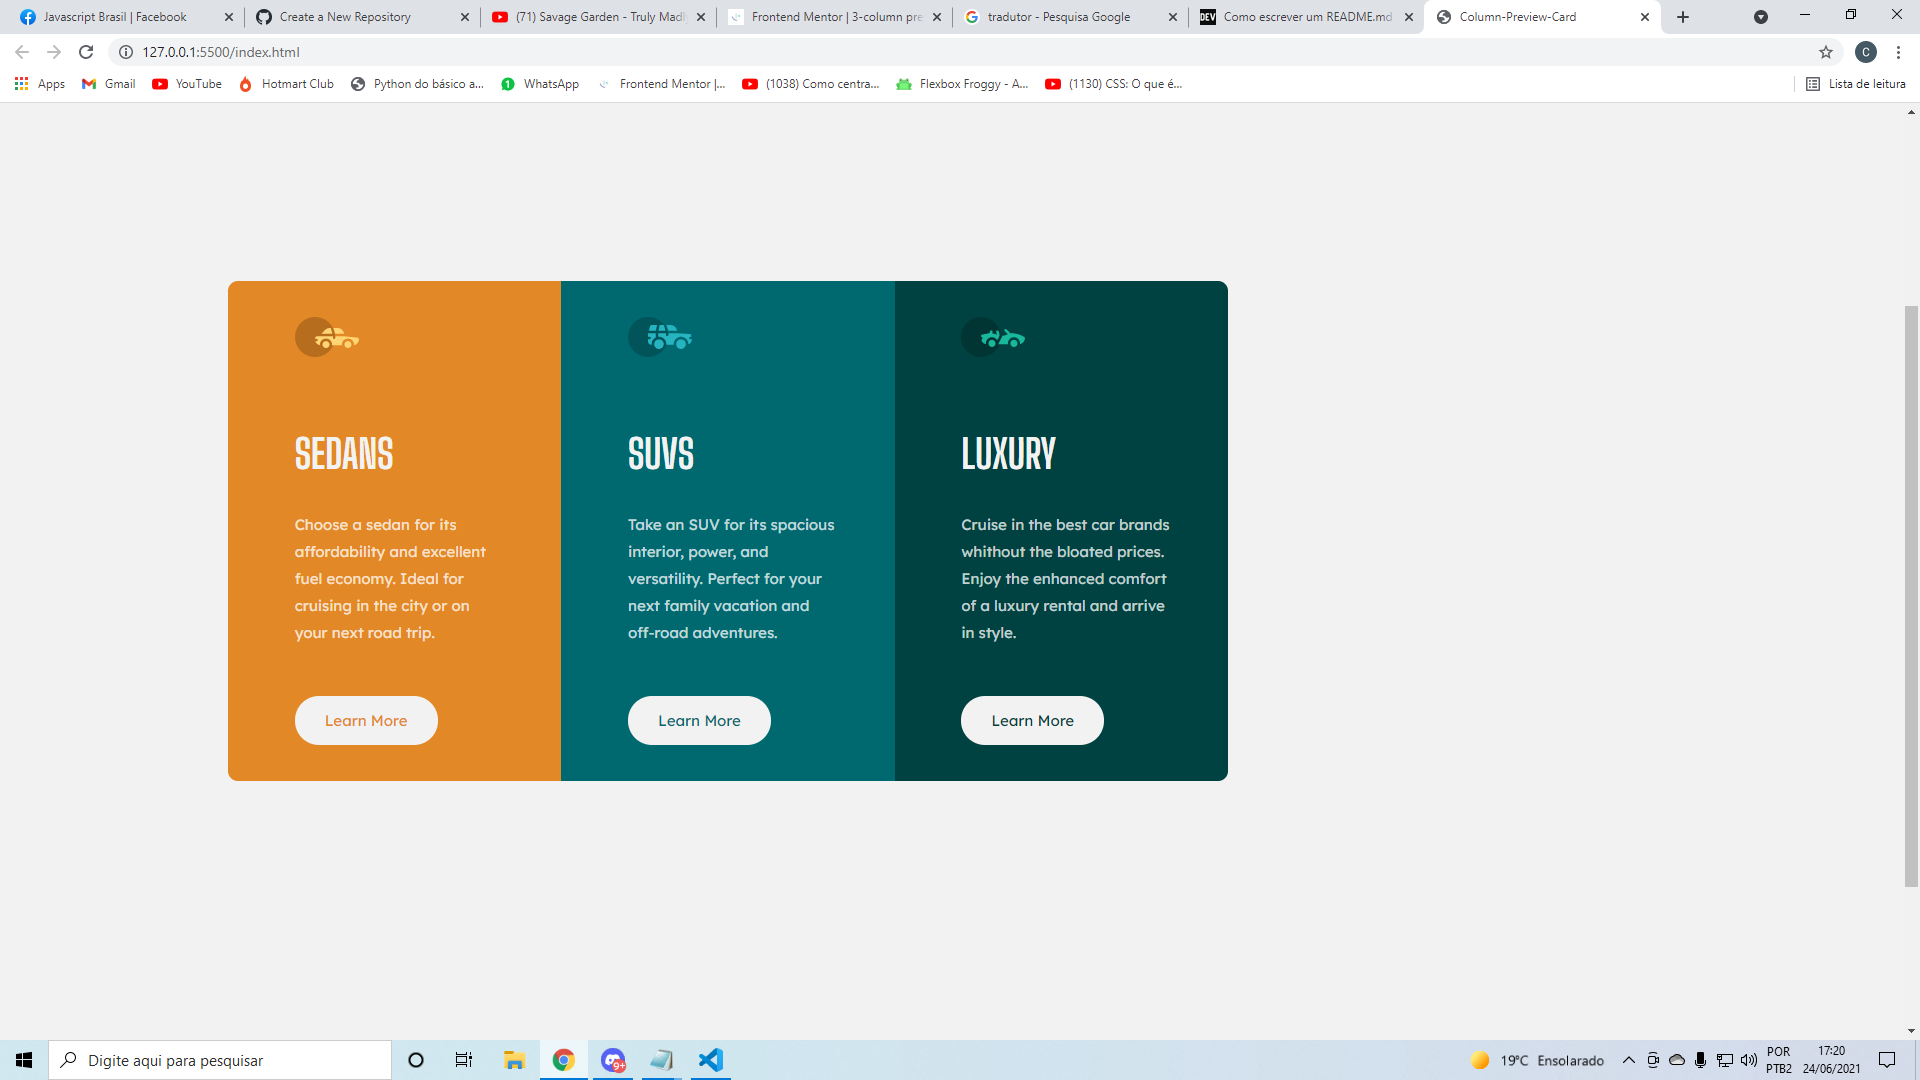 Javascript Brasil | Facebook
Create a New Repository
(71) Savage Garden - Truly Madl
Frontend Mentor | 3-column pre
tradutor - Pesquisa Google
DEV
Como escrever um README.md
Column-Preview-Card
127.0.0.1:5500/index.html
C
Apps
Gmail
YouTube
Hotmart Club
Python do básico a...
1
WhatsApp
Frontend Mentor |...
(1038) Como centra...
Flexbox Froggy - A...
(1130) CSS: O que é...
Lista de leitura
SEDANS
Choose a sedan for its
affordability and excellent
fuel economy. Ideal for
cruising in the city or on
your next road trip.
Learn More
SUVS
Take an SUV for its spacious
interior, power, and
versatility. Perfect for your
next family vacation and
off-road adventures.
Learn More
LUXURY
Cruise in the best car brands
whithout the bloated prices.
Enjoy the enhanced comfort
of a luxury rental and arrive
in style.
Learn More
Digite aqui para pesquisar
9+
19°C Ensolarado
POR
PTB2
17:20
24/06/2021